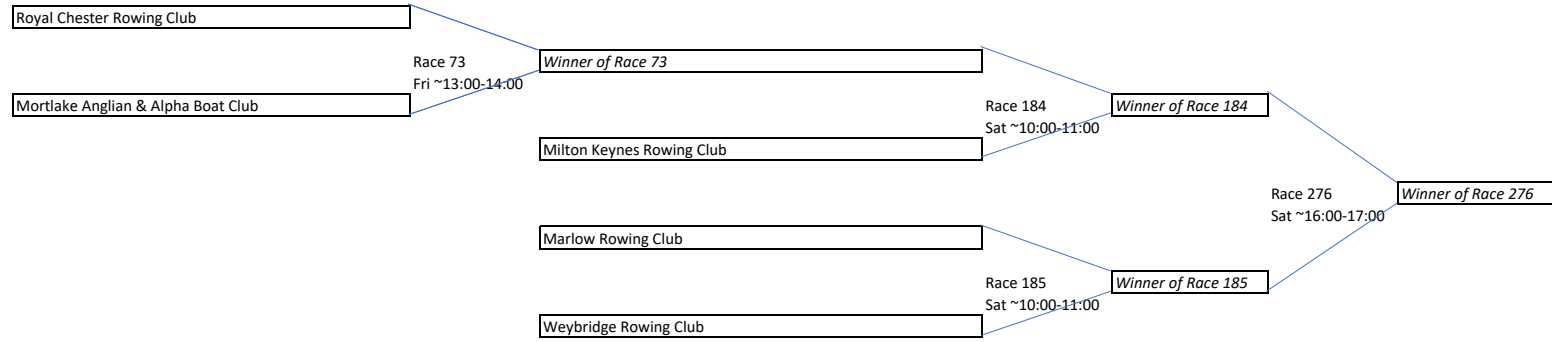 Royal Chester Rowing Club
Race 73
Fri ~13:00-14:00
Winner of Race 73
Mortlake Anglian & Alpha Boat Club
Race 184
Sat ~10:00-11:00
Winner of Race 184
Milton Keynes Rowing Club
Race 276
Sat ~16:00-17:00
Winner of Race 276
Marlow Rowing Club
Race 185
Sat ~10:00-11:00
Winner of Race 185
Weybridge Rowing Club